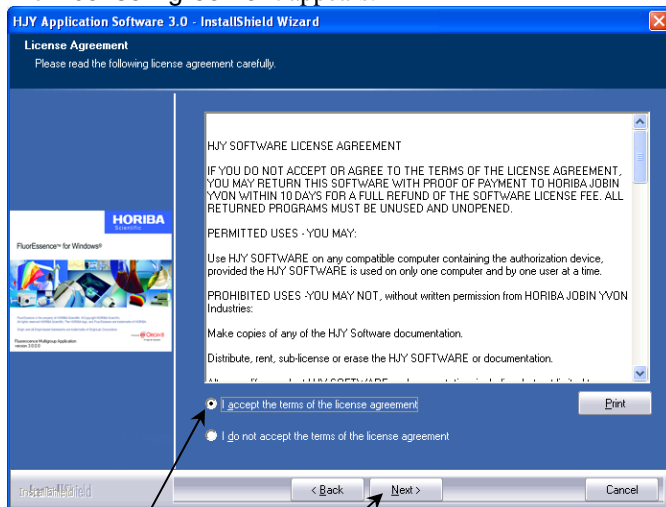 License Agreement appears.
HJY Application Software 3.0 - InstallShield Wizard
License Agreement
Please read the following license agreement carefully.
HJY SOFTWARE LICENSE AGREEMENT
IF YOU DO NOT ACCEPT OR AGREE TO THE TERMS OF THE LICENSE AGREEMENT,
YOU MAY RETURN THIS SOFTWARE WITH PROOF OF PAYMENT TO HORIBA JOBIN
YVON WITHIN 10 DAYS FOR A FULL REFUND OF THE SOFTWARE LICENSE FEE. ALL
RETURNED PROGRAMS MUST BE UNUSED AND UNOPENED.
PERMITTED USES - YOU MAY:
Use HJY SOFTWARE on any compatible computer containing the authorization device,
provided the HJY SOFTWARE is used on only one computer and by one user at a time.
PROHIBITED USES -YOU MAY NOT, without written permission from HORIBA JOBIN YVON
Industries:
Make copies of any of the HJY Software documentation.
Distribute, rent, sub-license or erase the HJY SOFTWARE or documentation.
HORIBA
Scientific
FluorEssence™ for Windows®
Origin
I accept the terms of the license agreement
Print
I do not accept the terms of the license agreement
InstallShield
< Back
Next >
Cancel